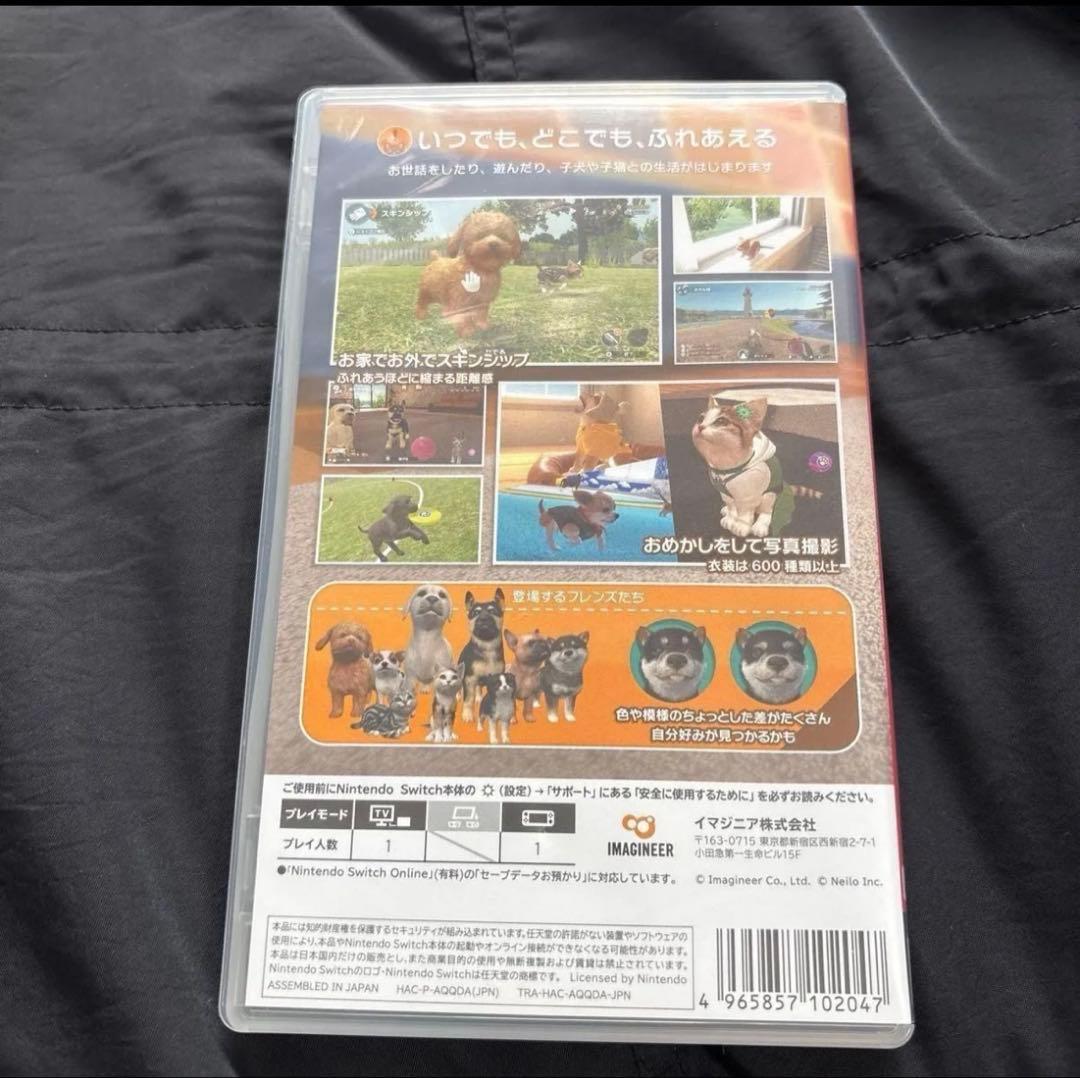 いつでも、どこでも、ふれあえる
お世話をしたり、遊んだり、子犬や子猫との生活がはじまります
スキンシップ
お家でお外でスキンシップ
ふれあうほどに縮まる距離感
おめかしをして写真撮影
衣装は600種類以上
登場するフレンズたち
色や模様のちょっとした差がたくさん
自分好みが見つかるかも
ご使用前にNintendo Switch本体の (設定)→「サポート」にある「安全に使用するために」を必ずお読みください。
プレイモード TV
プレイ人数 1 1
IMAGINEER
イマジニア株式会社
〒163-0715 東京都新宿区西新宿2-7-1
小田急第一生命ビル15F
●「Nintendo Switch Online」(有料)の「セーブデータお預かり」に対応しています。
© Imagineer Co., Ltd. © Neilo Inc.
本品には知的財産権を保護するセキュリティが組み込まれています。任天堂の許諾がない装置やソフトウェアの
使用により、本品やNintendo Switch本体の起動やオンライン接続ができなくなる可能性があります。
本品は日本国内だけの販売とし、また商業目的の使用や無断複製および賃貸は禁止されています。
Nintendo Switchのロゴ・Nintendo Switchは任天堂の商標です。 Licensed by Nintendo
ASSEMBLED IN JAPAN HAC-P-AQQDA(JPN) TRA-HAC-AQQDA-JPN
4 965857 102047